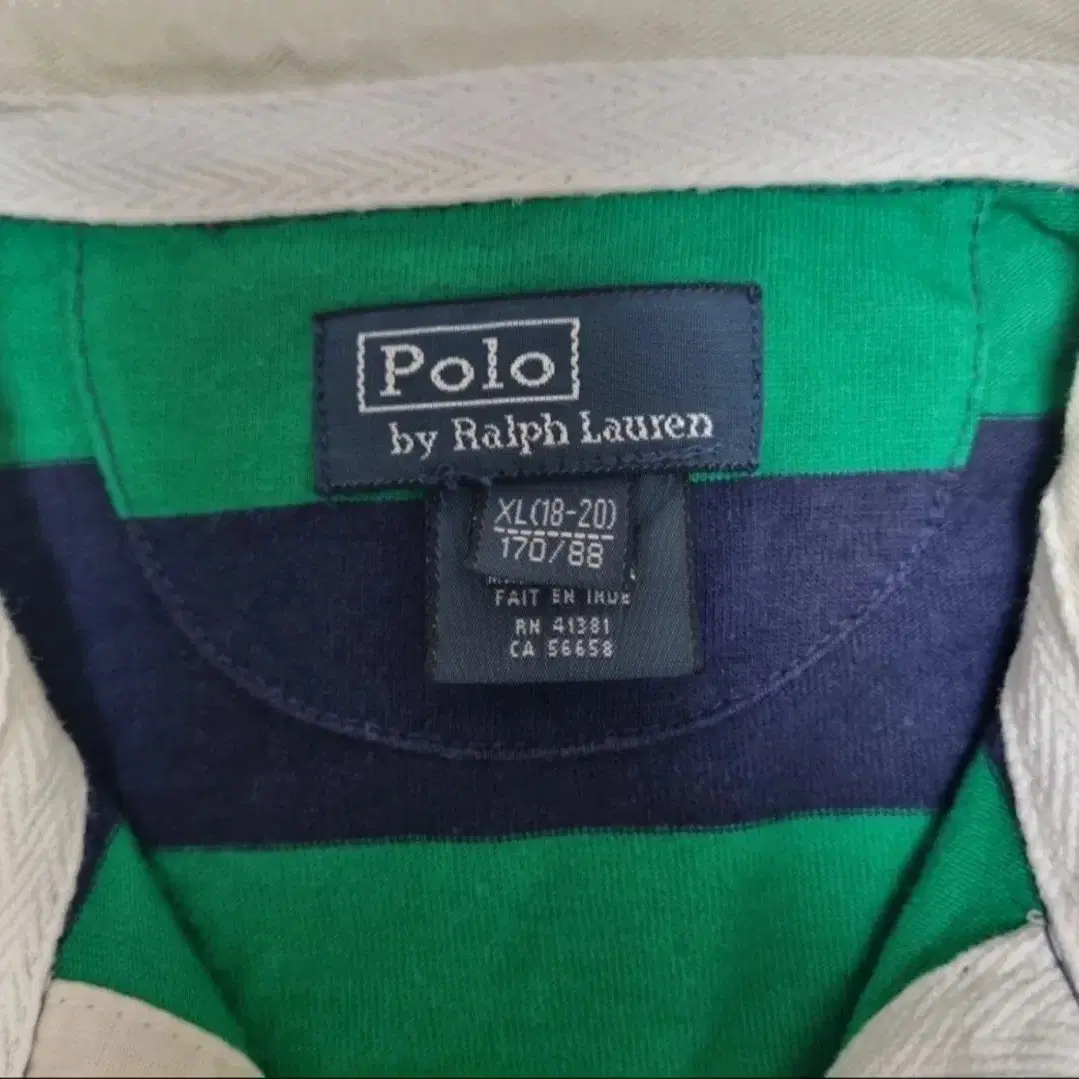 Polo
by Ralph Lauren
XL(18-20)
170/88
FAIT EN INDE
RN 41381
CA 56658